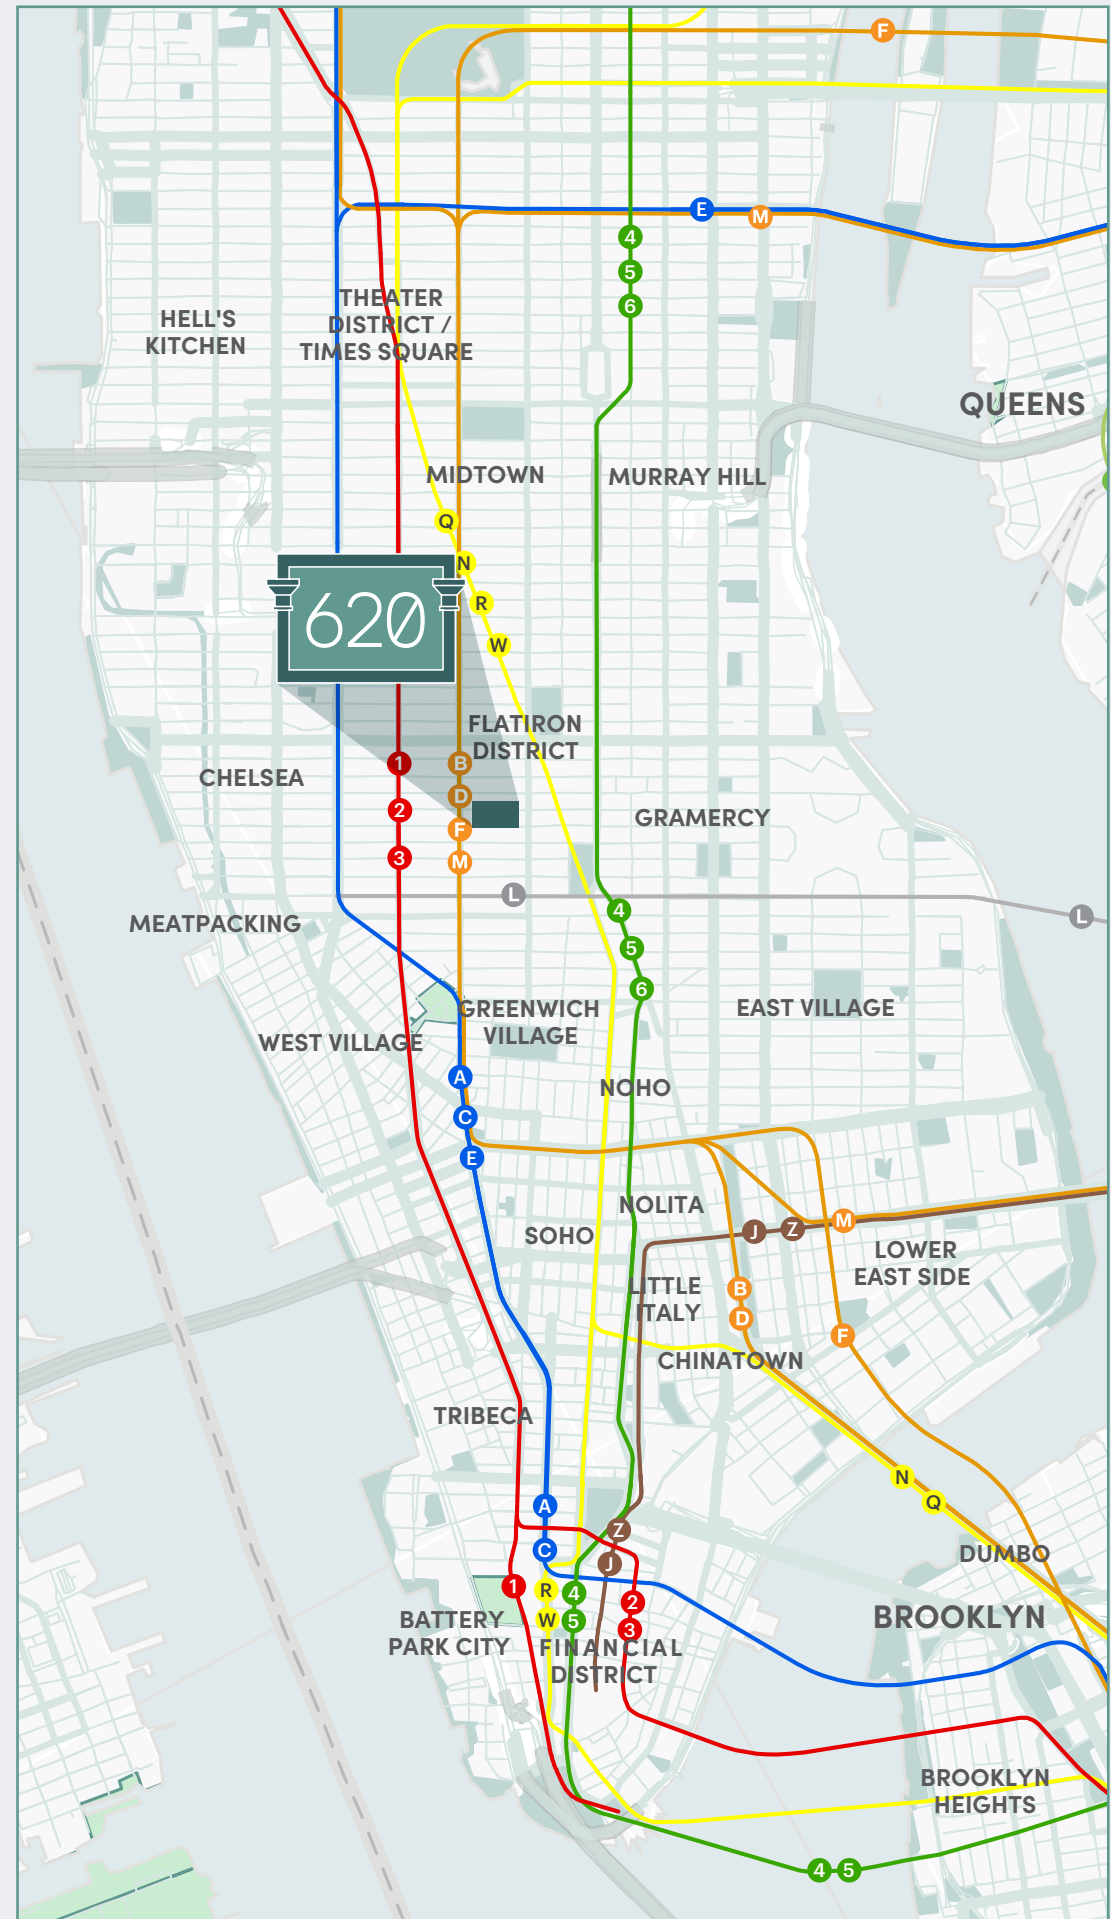 F
E
M
4
5
6
HELL'S
KITCHEN
THEATER
DISTRICT /
TIMES SQUARE
QUEENS
MIDTOWN
MURRAY HILL
Q
N
R
W
620
FLATIRON
DISTRICT
CHELSEA
1
2
3
B
D
F
M
GRAMERCY
L
L
MEATPACKING
4
5
6
GREENWICH
VILLAGE
EAST VILLAGE
WEST VILLAGE
A
C
E
NOHO
NOLITA
SOHO
J
Z
M
LOWER
EAST SIDE
LITTLE
ITALY
B
D
F
CHINATOWN
TRIBECA
N
Q
A
C
Z
J
DUMBO
1
R
W
4
5
2
3
BATTERY
PARK CITY
FINANCIAL
DISTRICT
BROOKLYN
BROOKLYN
HEIGHTS
4
5